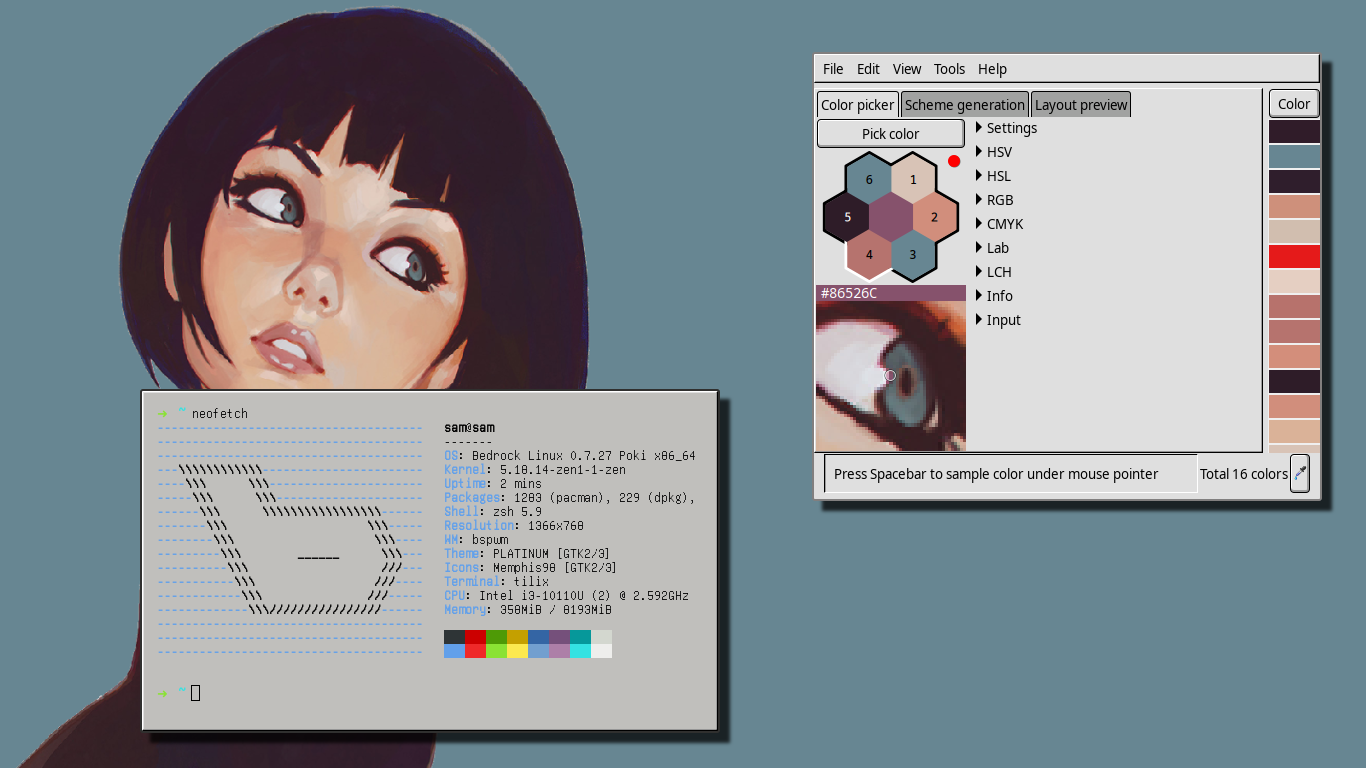 File Edit View Tools Help
Color picker Scheme generation Layout preview
Color
Pick color
6 1
5 2
4 3
#86526C
Settings
HSV
HSL
RGB
CMYK
Lab
LCH
Info
Input
Press Spacebar to sample color under mouse pointer
Total 16 colors
➜ ~ neofetch
sam@sam
-------
OS: Bedrock Linux 0.7.27 Poki x86_64
Kernel: 5.18.14-zen1-1-zen
Uptime: 2 mins
Packages: 1203 (pacman), 229 (dpkg),
Shell: zsh 5.9
Resolution: 1366x768
WM: bspwm
Theme: PLATINUM [GTK2/3]
Icons: Memphis98 [GTK2/3]
Terminal: tilix
CPU: Intel i3-10110U (2) @ 2.592GHz
Memory: 350MiB / 8193MiB
➜ ~